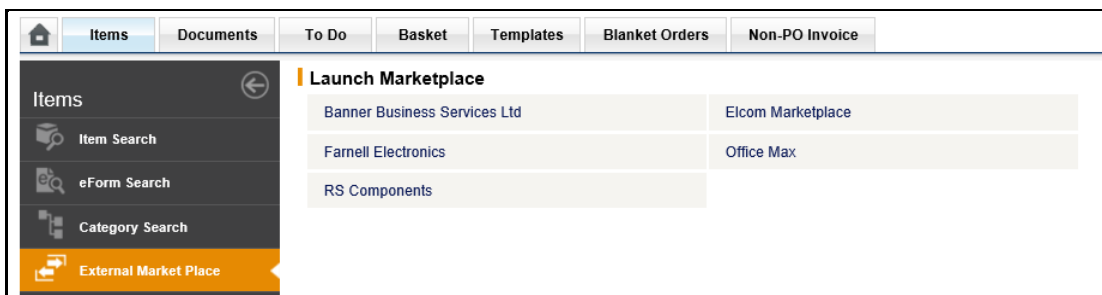 Items Documents To Do Basket Templates Blanket Orders Non-PO Invoice
Items
Item Search
eForm Search
Category Search
External Market Place
Launch Marketplace
Banner Business Services Ltd Elcom Marketplace
Farnell Electronics Office Max
RS Components